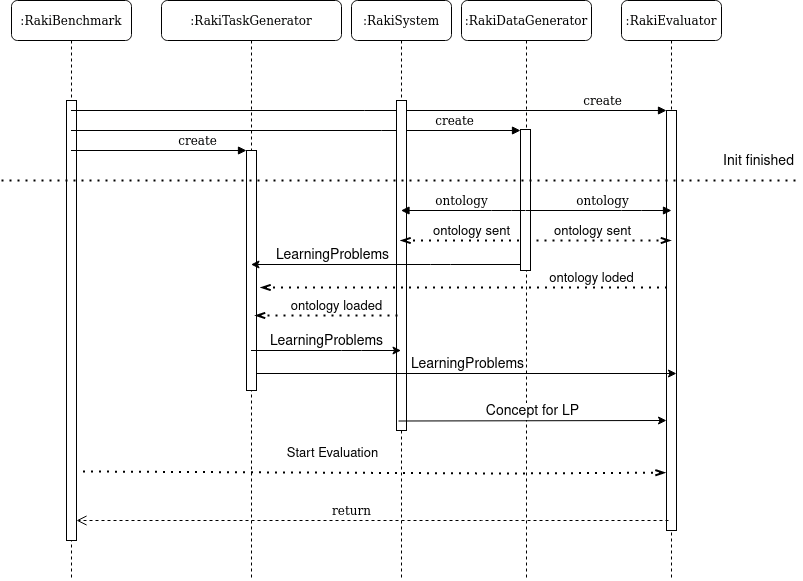 :RakiBenchmark
:RakiTaskGenerator
:RakiSystem
:RakiDataGenerator
:RakiEvaluator
create
create
create
Init finished
ontology
ontology
ontology sent
ontology sent
LearningProblems
ontology loded
ontology loaded
LearningProblems
LearningProblems
Concept for LP
Start Evaluation
return